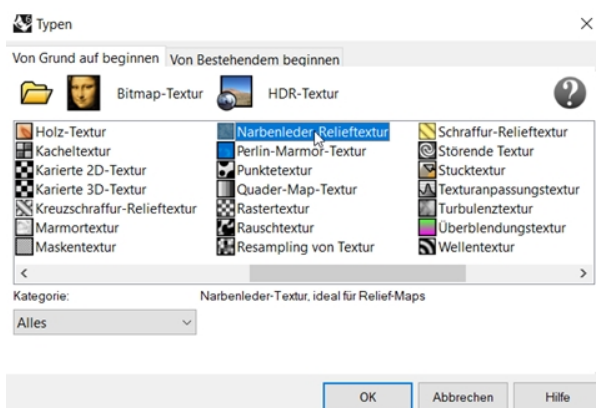 Typen
Von Grund auf beginnen Von Bestehendem beginnen
Bitmap-Textur HDR-Textur
Holz-Textur
Kacheltextur
Karierte 2D-Textur
Karierte 3D-Textur
Kreuzschraffur-Relieftextur
Marmortextur
Maskentextur
Narbenleder-Relieftextur
Perlin-Marmor-Textur
Punktetextur
Quader-Map-Textur
Rastertextur
Rauschtextur
Resampling von Textur
Schraffur-Relieftextur
Störende Textur
Stucktextur
Texturanpassungstextur
Turbulenztextur
Überblendungstextur
Wellentextur
Kategorie: Narbenleder-Textur, ideal für Relief-Maps
Alles
OK Abbrechen Hilfe